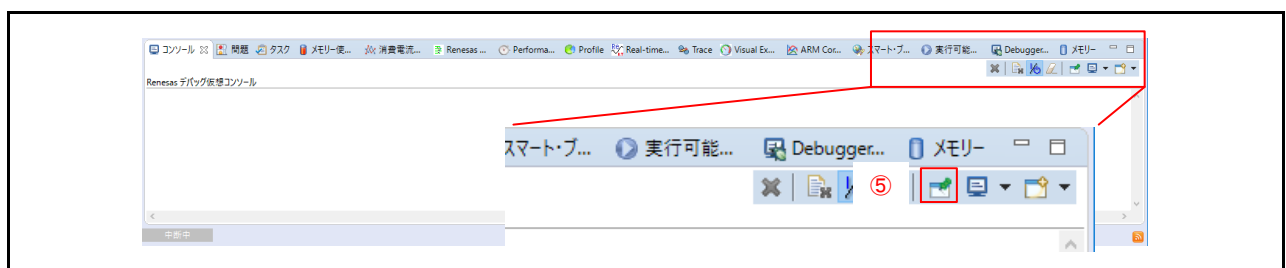 コンソール 問題 タスク メモリー使... 消費電流... Renesas ... Performa... Profile Real-time... Trace Visual Ex... ARM Cor... スマート・ブ... 実行可能... Debugger... メモリー
Renesas デバッグ仮想コンソール
スマート・ブ... 実行可能... Debugger... メモリー
⑤
中断中